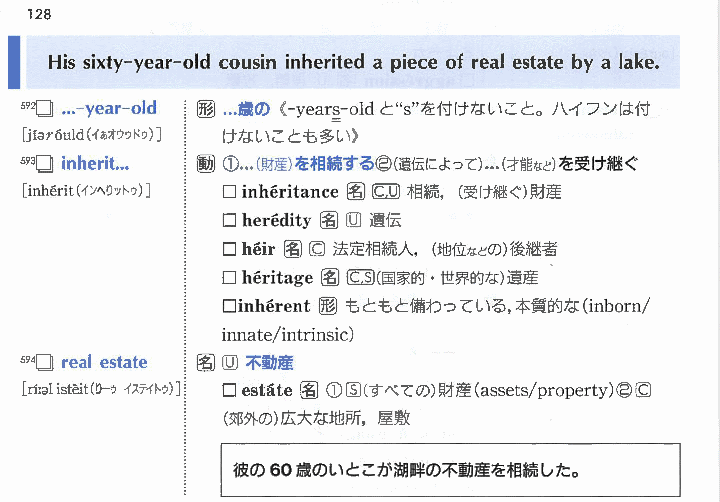 128
His sixty-year-old cousin inherited a piece of real estate by a lake.
592□ ...-year-old 形 ...歳の 《-years-old と“s”を付けないこと。ハイフンは付
[jíəróuld(イぁオウゥドゥ)] けないことも多い》
593□ inherit... 動 ①...(財産)を相続する②(遺伝によって)...(才能など)を受け継ぐ
[inhérit(インヘぅリットゥ)] □ inhéritance 名 C,U 相続, (受け継ぐ)財産
□ herédity 名 U 遺伝
□ héir 名 C 法定相続人, (地位などの)後継者
□ héritage 名 C,S(国家的・世界的な)遺産
□inhérent 形 もともと備わっている,本質的な(inborn/
innate/intrinsic)
594□ real estate 名 U 不動産
[ríːəl istéit(ぅリーゥ イステイトゥ)] □ estáte 名 ①S(すべての)財産(assets/property)②C
(郊外の)広大な地所, 屋敷
彼の 60 歳のいとこが湖畔の不動産を相続した。